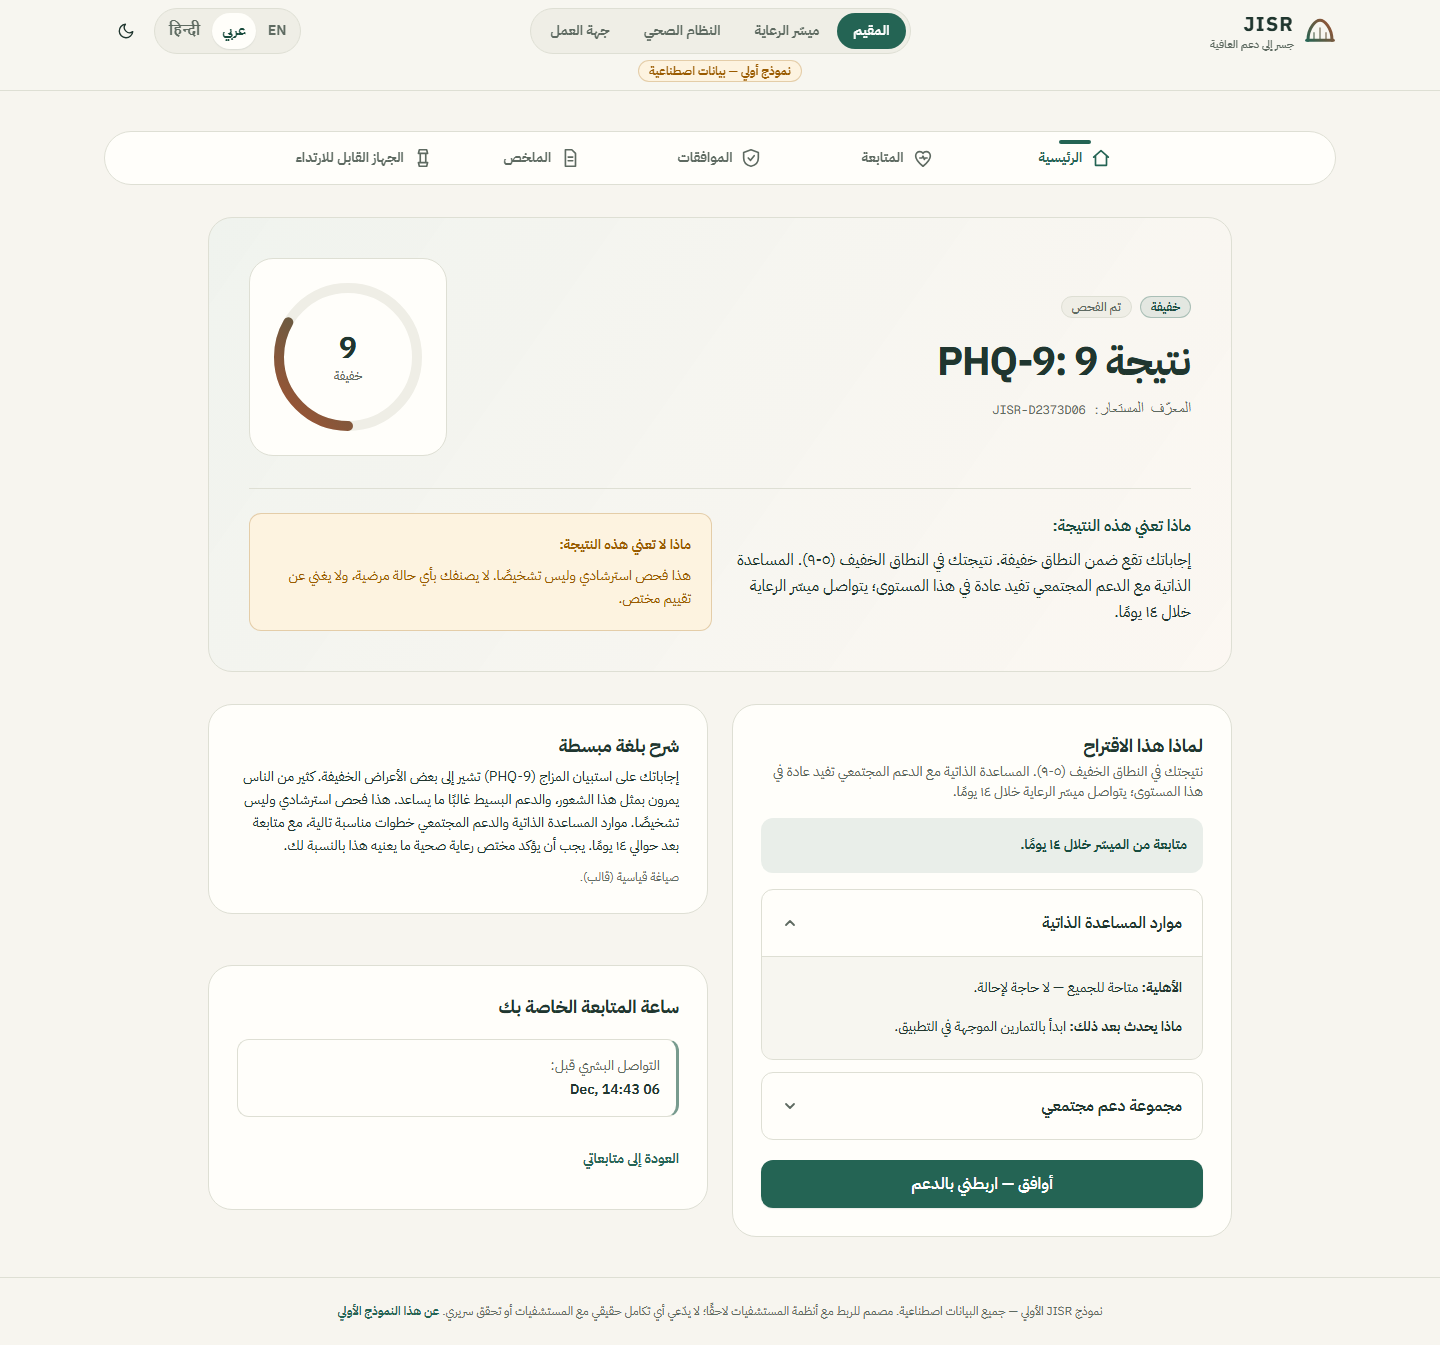 JISR
جسر إلى دعم العافية
المقيم
ميسّر الرعاية
النظام الصحي
جهة العمل
EN
عربي
हिन्दी
نموذج أولي — بيانات اصطناعية
الرئيسية
المتابعة
الموافقات
الملخص
الجهاز القابل للارتداء
خفيفة
تم الفحص
نتيجة PHQ-9: 9
المعرّف المستعار: JISR-D2373D06
9
خفيفة
ماذا تعني هذه النتيجة:
إجاباتك تقع ضمن النطاق خفيفة. نتيجتك في النطاق الخفيف (٥-٩). المساعدة
الذاتية مع الدعم المجتمعي تفيد عادة في هذا المستوى؛ يتواصل ميسّر الرعاية
خلال ١٤ يومًا.
ماذا لا تعني هذه النتيجة:
هذا فحص استرشادي وليس تشخيصًا. لا يصنفك بأي حالة مرضية، ولا يغني عن
تقييم مختص.
لماذا هذا الاقتراح
نتيجتك في النطاق الخفيف (٥-٩). المساعدة الذاتية مع الدعم المجتمعي تفيد عادة في
هذا المستوى؛ يتواصل ميسّر الرعاية خلال ١٤ يومًا.
متابعة من الميسّر خلال ١٤ يومًا.
موارد المساعدة الذاتية
الأهلية: متاحة للجميع — لا حاجة لإحالة.
ماذا يحدث بعد ذلك: ابدأ بالتمارين الموجهة في التطبيق.
مجموعة دعم مجتمعي
أوافق — اربطني بالدعم
شرح بلغة مبسطة
إجاباتك على استبيان المزاج (PHQ-9) تشير إلى بعض الأعراض الخفيفة. كثير من الناس
يمرون بمثل هذا الشعور، والدعم البسيط غالبًا ما يساعد. هذا فحص استرشادي وليس
تشخيصًا. موارد المساعدة الذاتية والدعم المجتمعي خطوات مناسبة تالية، مع متابعة
بعد حوالي ١٤ يومًا. يجب أن يؤكد مختص رعاية صحية ما يعنيه هذا بالنسبة لك.
صياغة قياسية (قالب).
ساعة المتابعة الخاصة بك
التواصل البشري قبل:
06 Dec, 14:43
العودة إلى متابعاتي
نموذج JISR الأولي — جميع البيانات اصطناعية. مصمم للربط مع أنظمة المستشفيات لاحقًا؛ لا يدّعي أي تكامل حقيقي مع المستشفيات أو تحقق سريري. عن هذا النموذج الأولي